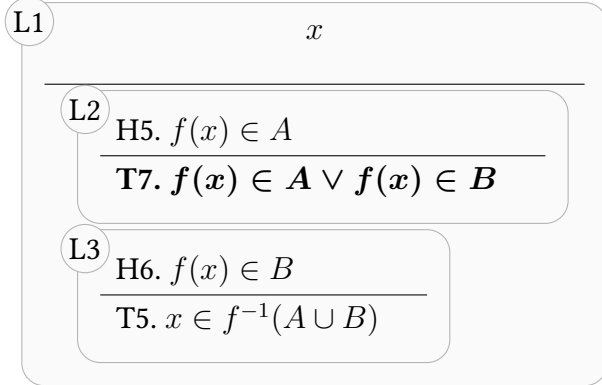 L1
x
L2
H5. f(x) ∈ A
T7. f(x) ∈ A ∨ f(x) ∈ B
L3
H6. f(x) ∈ B
T5. x ∈ f⁻¹(A ∪ B)